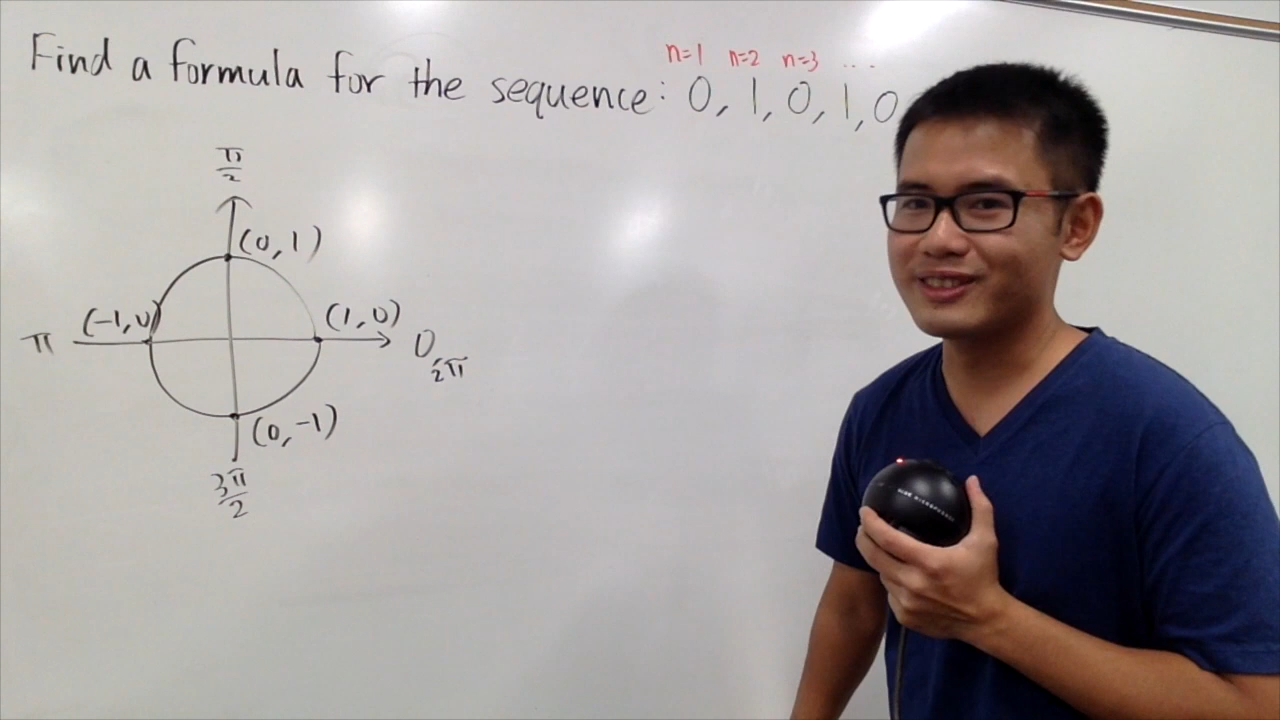 n=1 n=2 n=3 ...
Find a formula for the sequence: 0, 1, 0, 1, 0
π/2
(0, 1)
(-1, 0)
(1, 0)
π
0, 2π
(0, -1)
3π/2